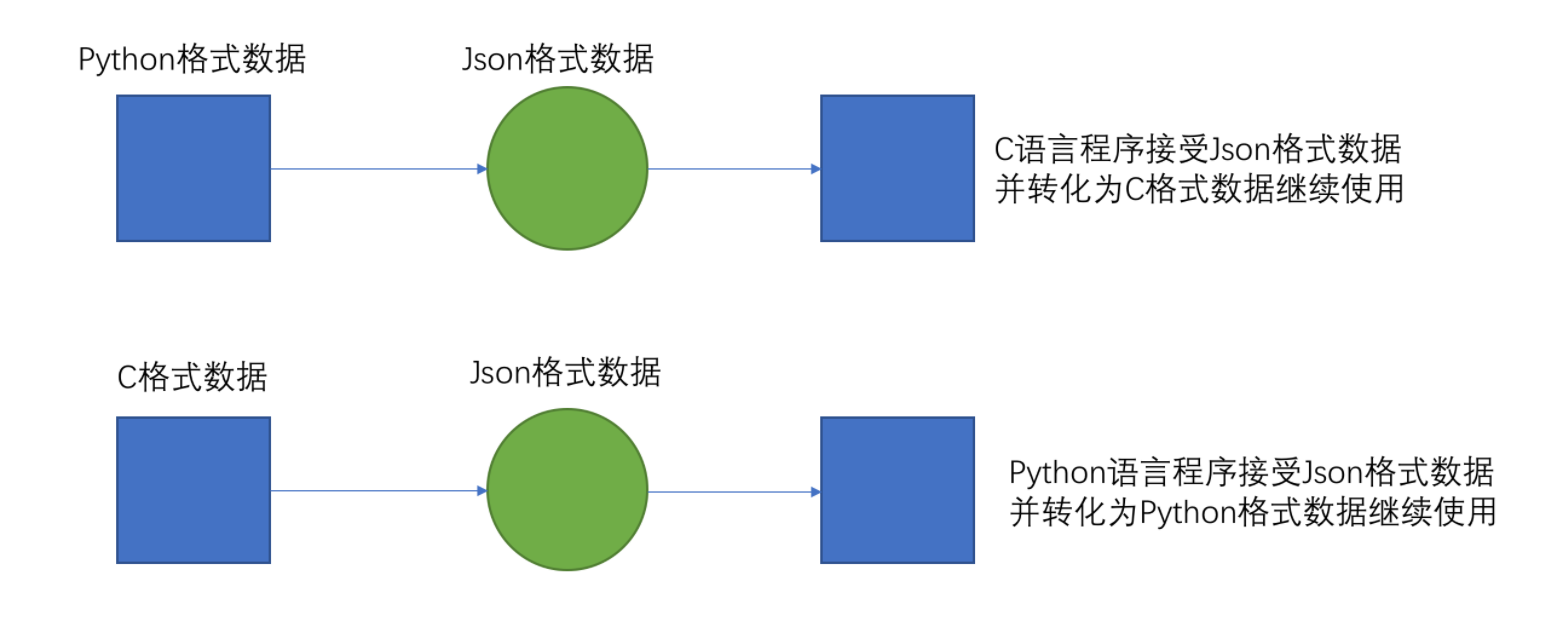 Python格式数据
Json格式数据
C语言程序接受Json格式数据
并转化为C格式数据继续使用
C格式数据
Json格式数据
Python语言程序接受Json格式数据
并转化为Python格式数据继续使用